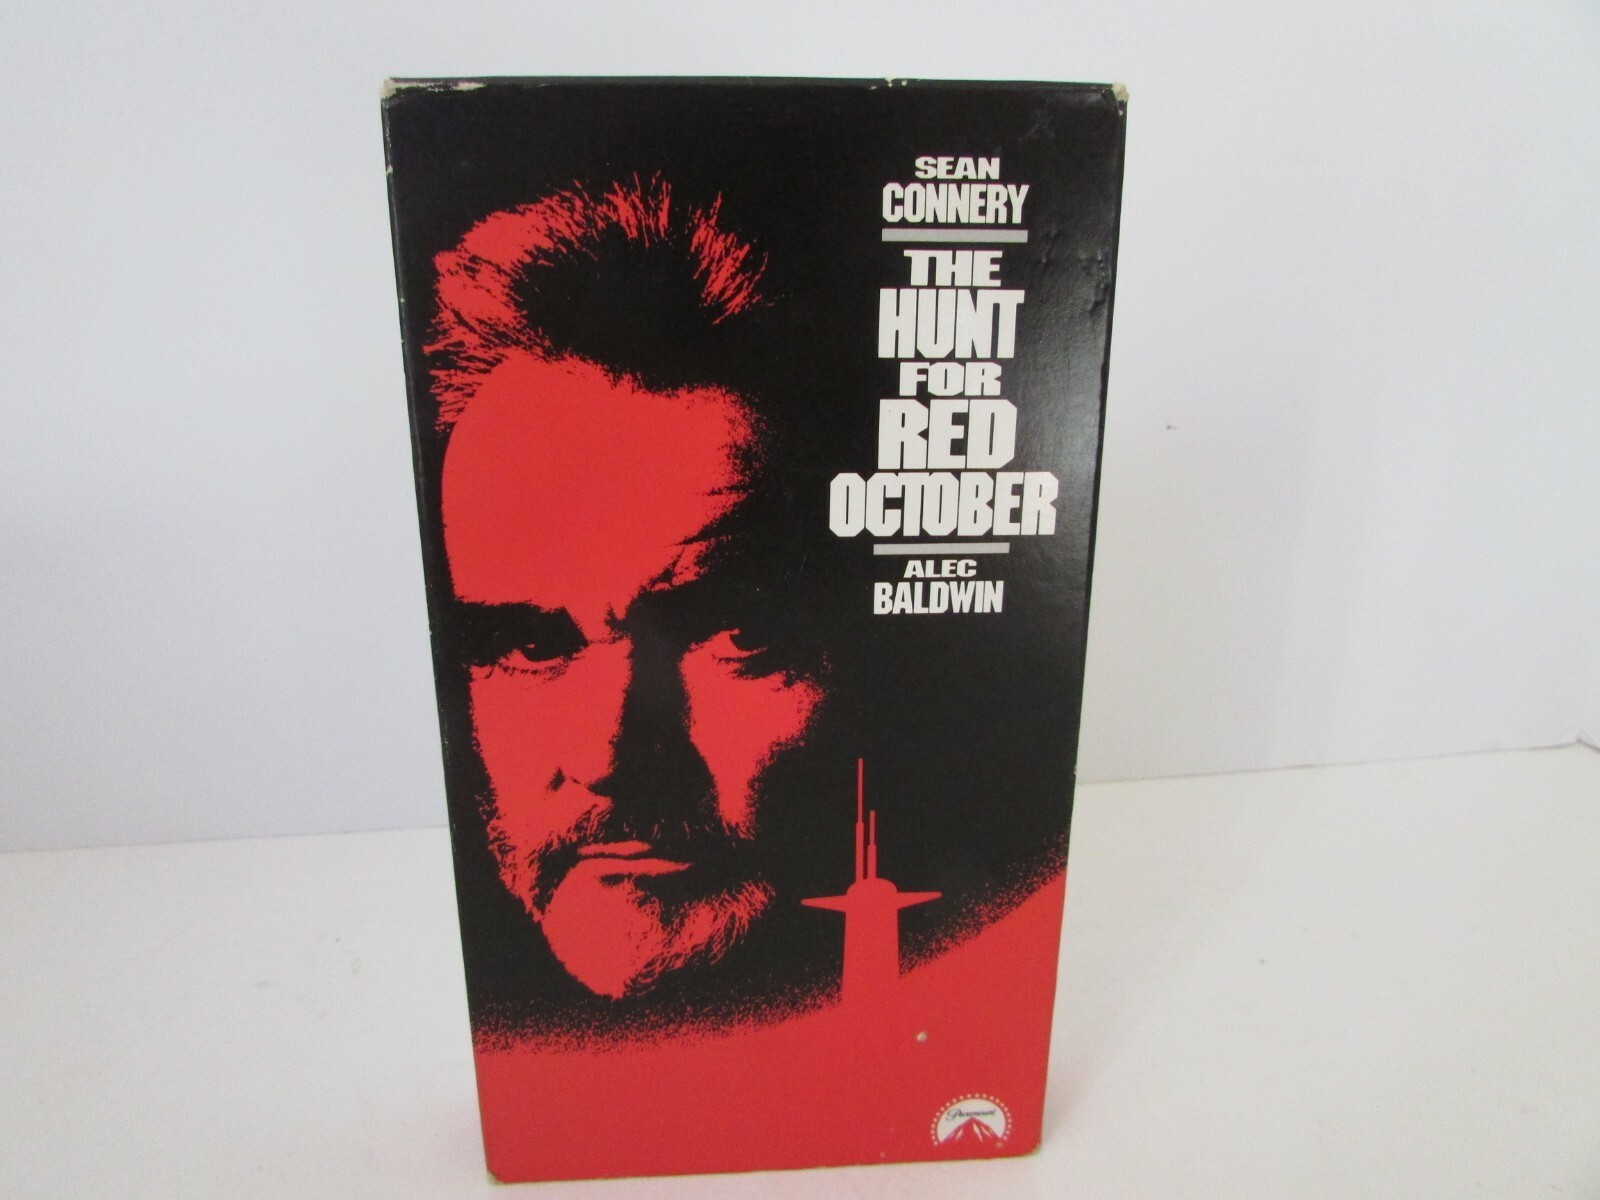 SEAN
CONNERY
THE
HUNT
FOR
RED
OCTOBER
ALEC
BALDWIN
Paramount